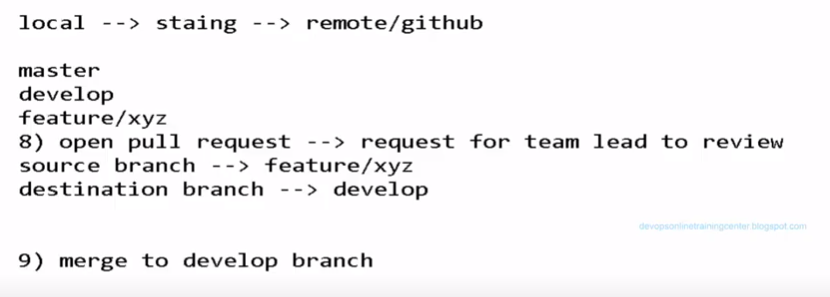 local --> staing --> remote/github
master
develop
feature/xyz
8) open pull request --> request for team lead to review
source branch --> feature/xyz
destination branch --> develop
devopsonlinetrainingcenter.blogspot.com
9) merge to develop branch